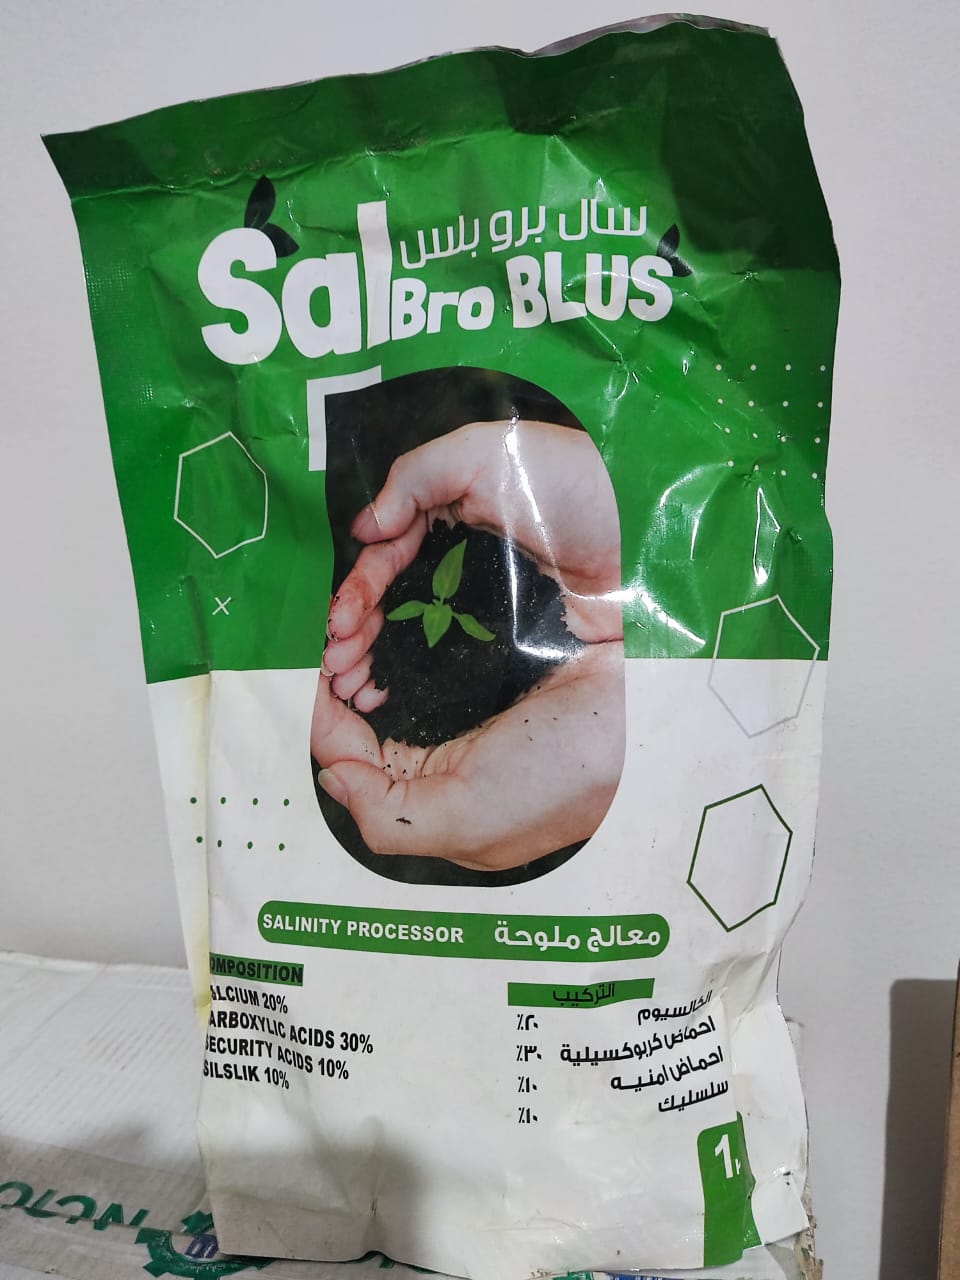 سال برو بلس
Sal Bro BLUS
SALINITY PROCESSOR
معالج ملوحة
OMPOSITION
ALCIUM 20%
ARBOXYLIC ACIDS 30%
SECURITY ACIDS 10%
SILSLIK 10%
التركيب
الكالسيوم ٢٠٪
احماض كربوكسيلية ٣٠٪
احماض امنيه ١٠٪
سلسليك ١٠٪
1